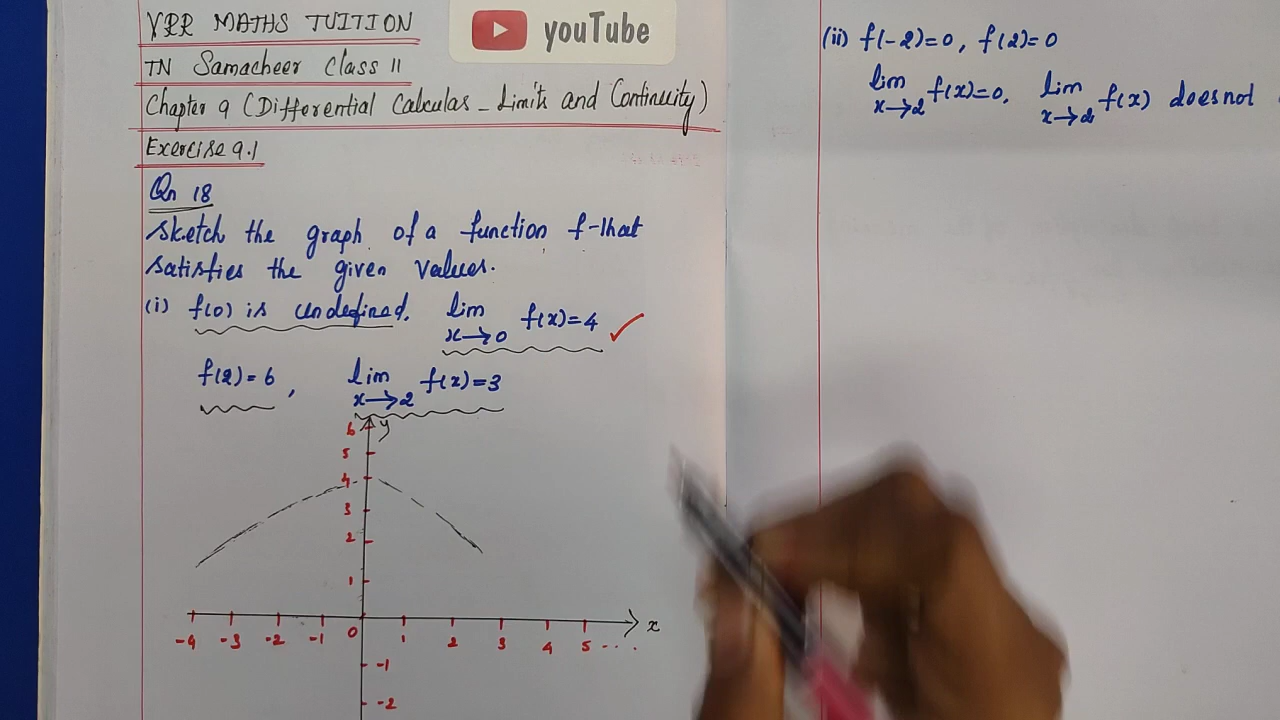 YRR MATHS TUITION
YouTube
TN Samacheer Class 11
Chapter 9 (Differential Calculas - Limits and Continuity)
Exercise 9.1
Qn 18
Sketch the graph of a function f-that
satisfies the given values.
(i) f(0) is undefined, lim x→0 f(x)=4 ✓
f(2)=6, lim x→2 f(x)=3
y
6
5
4
3
2
1
-4 -3 -2 -1 0 1 2 3 4 5 .... x
-1
-2
(ii) f(-2)=0, f(2)=0
lim x→2 f(x)=0. lim f(x) does not